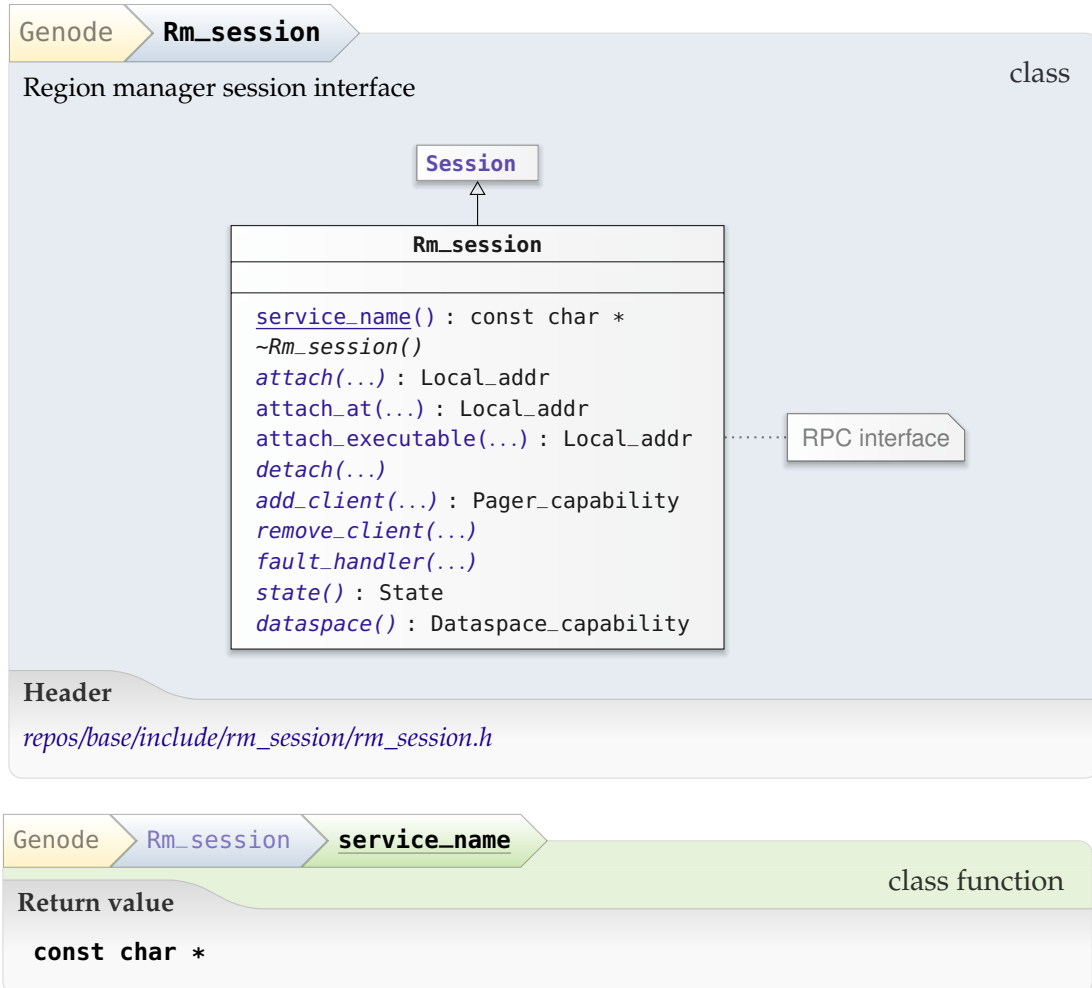 Genode Rm_session
class
Region manager session interface
Session
Rm_session
service_name() : const char *
~Rm_session()
attach(...) : Local_addr
attach_at(...) : Local_addr
attach_executable(...) : Local_addr
RPC interface
detach(...)
add_client(...) : Pager_capability
remove_client(...)
fault_handler(...)
state() : State
dataspace() : Dataspace_capability
Header
repos/base/include/rm_session/rm_session.h
Genode Rm_session service_name
class function
Return value
const char *